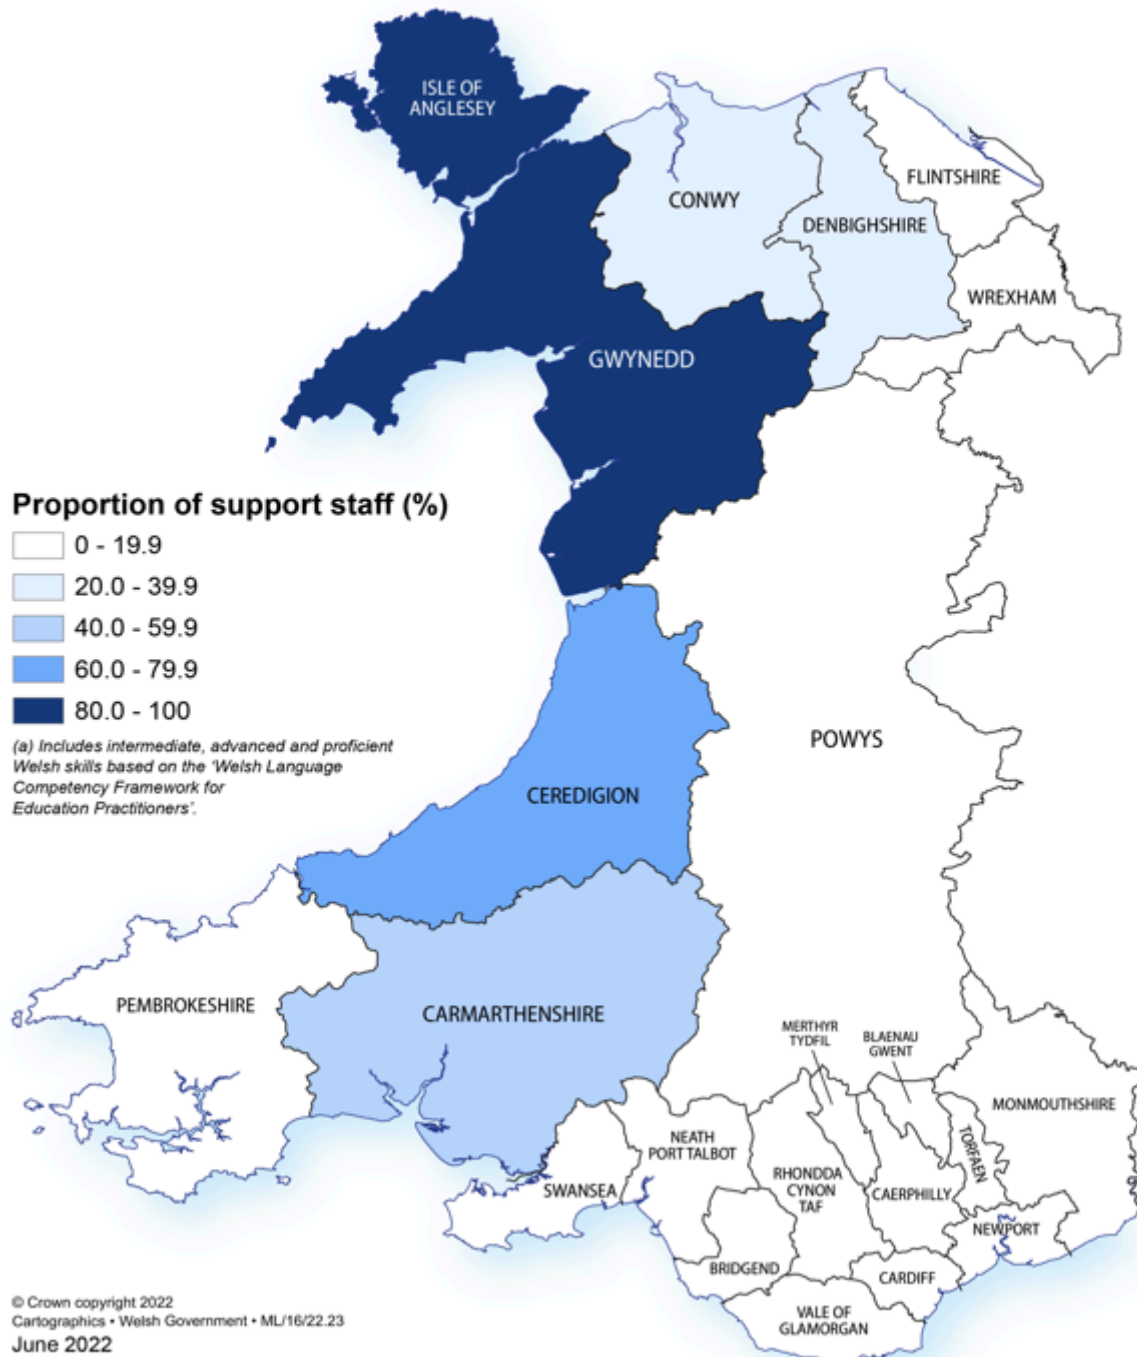 ISLE OF
ANGLESEY
CONWY
FLINTSHIRE
DENBIGHSHIRE
WREXHAM
GWYNEDD
Proportion of support staff (%)
0 - 19.9
20.0 - 39.9
40.0 - 59.9
60.0 - 79.9
80.0 - 100
(a) Includes intermediate, advanced and proficient
Welsh skills based on the 'Welsh Language
Competency Framework for
Education Practitioners'.
POWYS
CEREDIGION
PEMBROKESHIRE
CARMARTHENSHIRE
MERTHYR
TYDFIL
BLAENAU
GWENT
MONMOUTHSHIRE
NEATH
PORT TALBOT
TORFAEN
RHONDDA
CYNON
TAF
CAERPHILLY
SWANSEA
NEWPORT
BRIDGEND
CARDIFF
VALE OF
GLAMORGAN
© Crown copyright 2022
Cartographics • Welsh Government • ML/16/22.23
June 2022